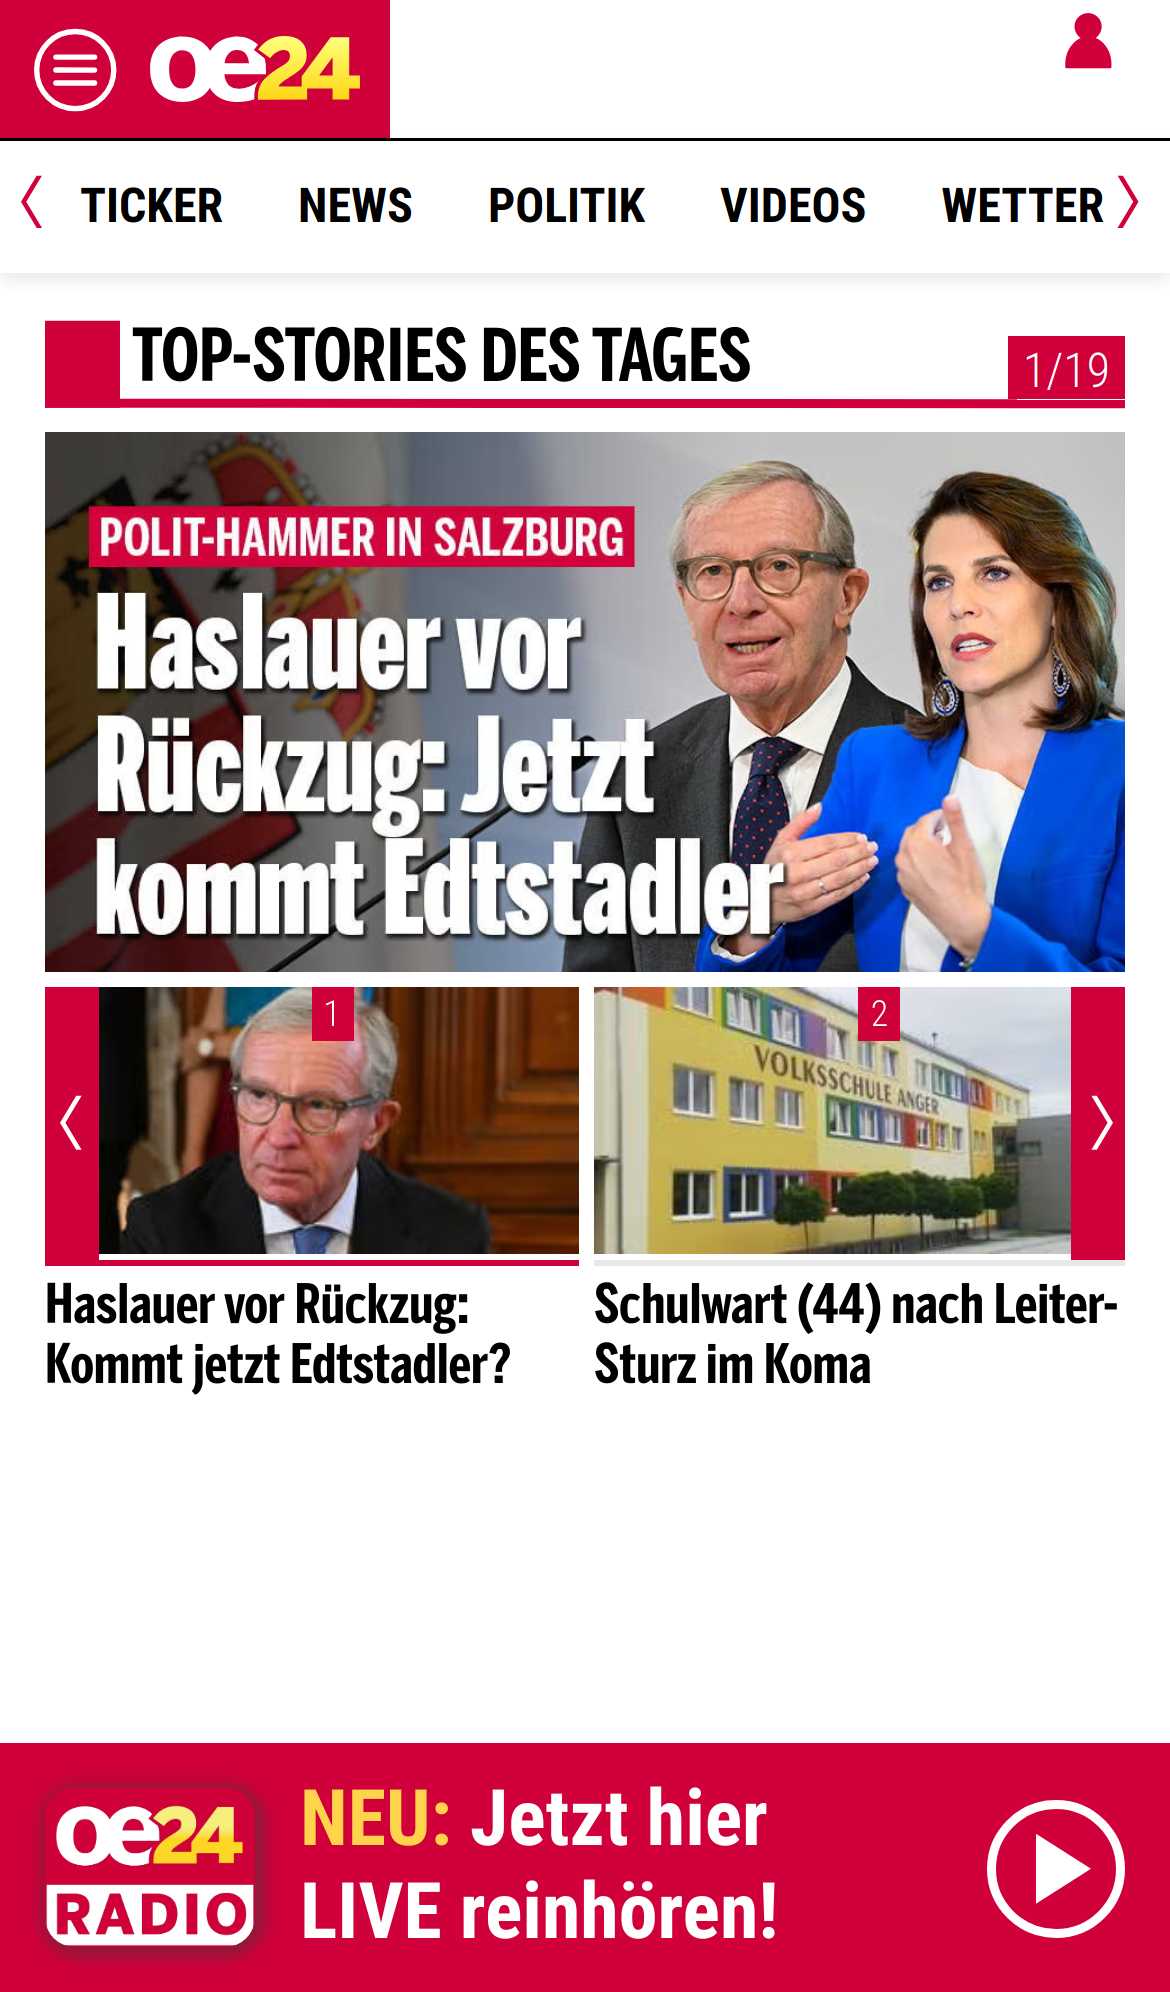 oe24
TICKER NEWS POLITIK VIDEOS WETTER
TOP-STORIES DES TAGES
1/19
POLIT-HAMMER IN SALZBURG
Haslauer vor
Rückzug: Jetzt
kommt Edtstadler
1
2
VOLKSSCHULE ANGER
Haslauer vor Rückzug:
Kommt jetzt Edtstadler?
Schulwart (44) nach Leiter-
Sturz im Koma
oe24
RADIO
NEU: Jetzt hier
LIVE reinhören!